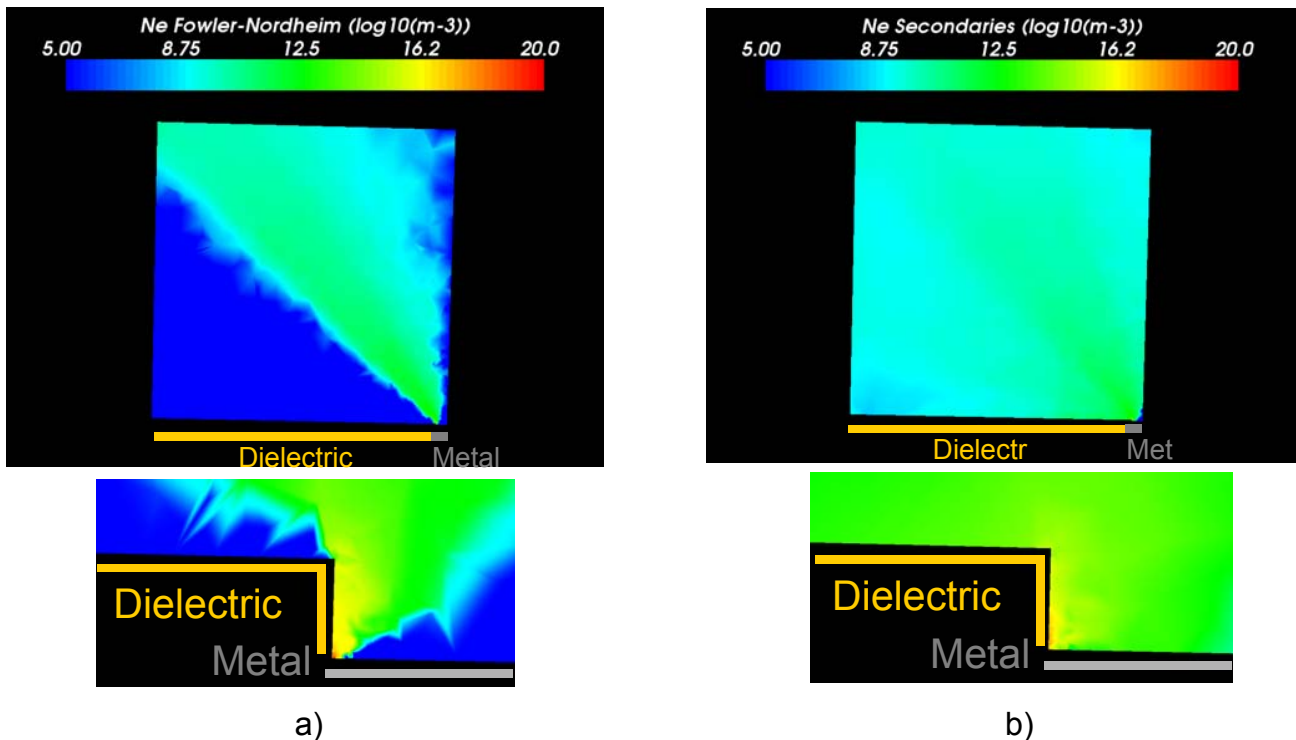 Ne Fowler-Nordheim (log10(m-3))
5.00 8.75 12.5 16.2 20.0
Dielectric Metal
Dielectric
Metal
a)
Ne Secondaries (log10(m-3))
5.00 8.75 12.5 16.2 20.0
Dielectr Met
Dielectric
Metal
b)